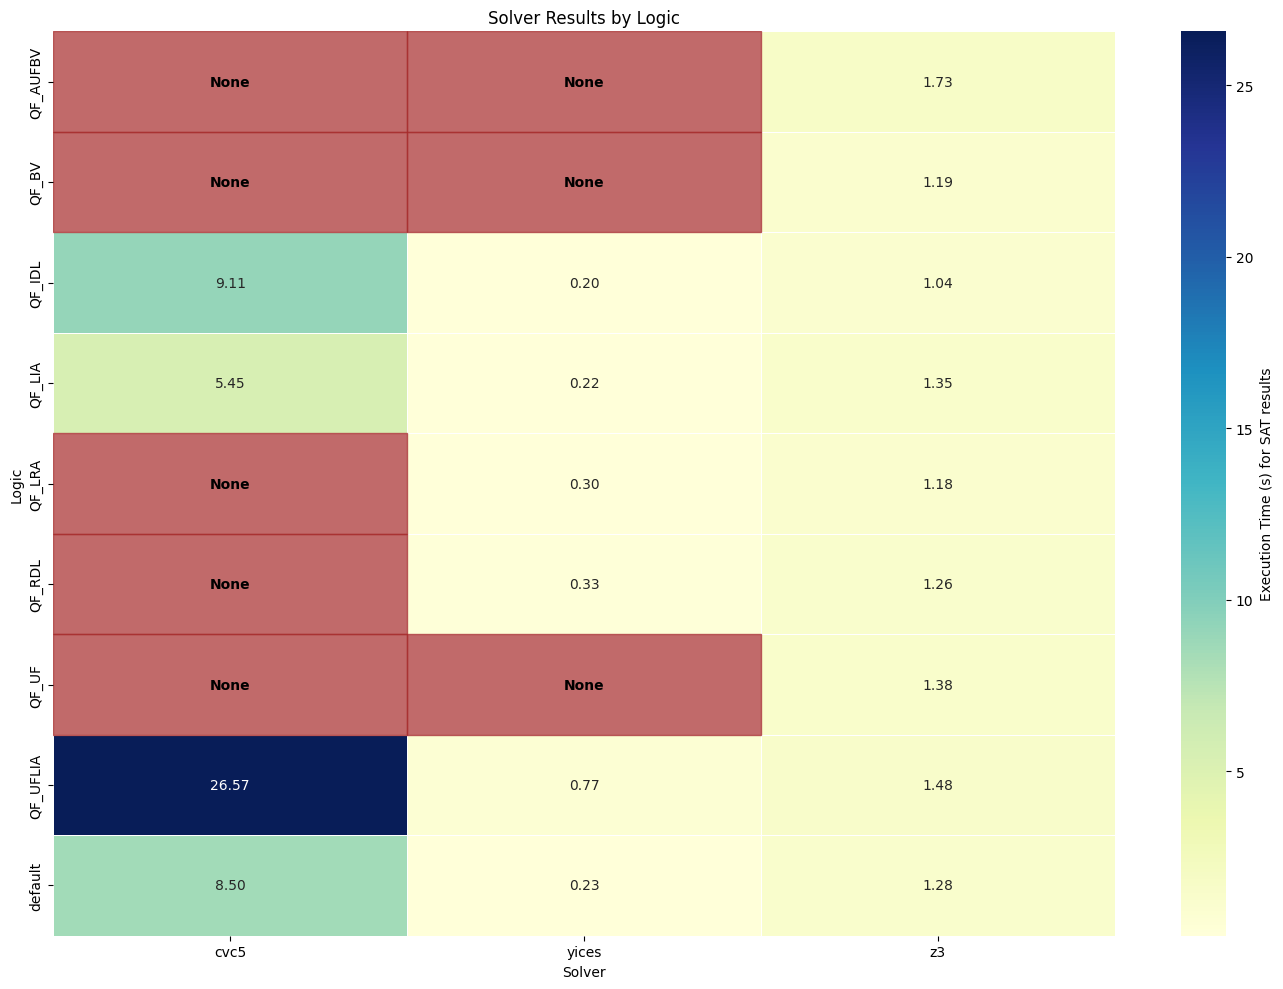 Solver Results by Logic
QF_AUFBV None None 1.73
QF_BV None None 1.19
QF_IDL 9.11 0.20 1.04
QF_LIA 5.45 0.22 1.35
QF_LRA None 0.30 1.18
QF_RDL None 0.33 1.26
QF_UF None None 1.38
QF_UFLIA 26.57 0.77 1.48
default 8.50 0.23 1.28
Logic
cvc5 yices z3
Solver
25
20
15
10
5
Execution Time (s) for SAT results